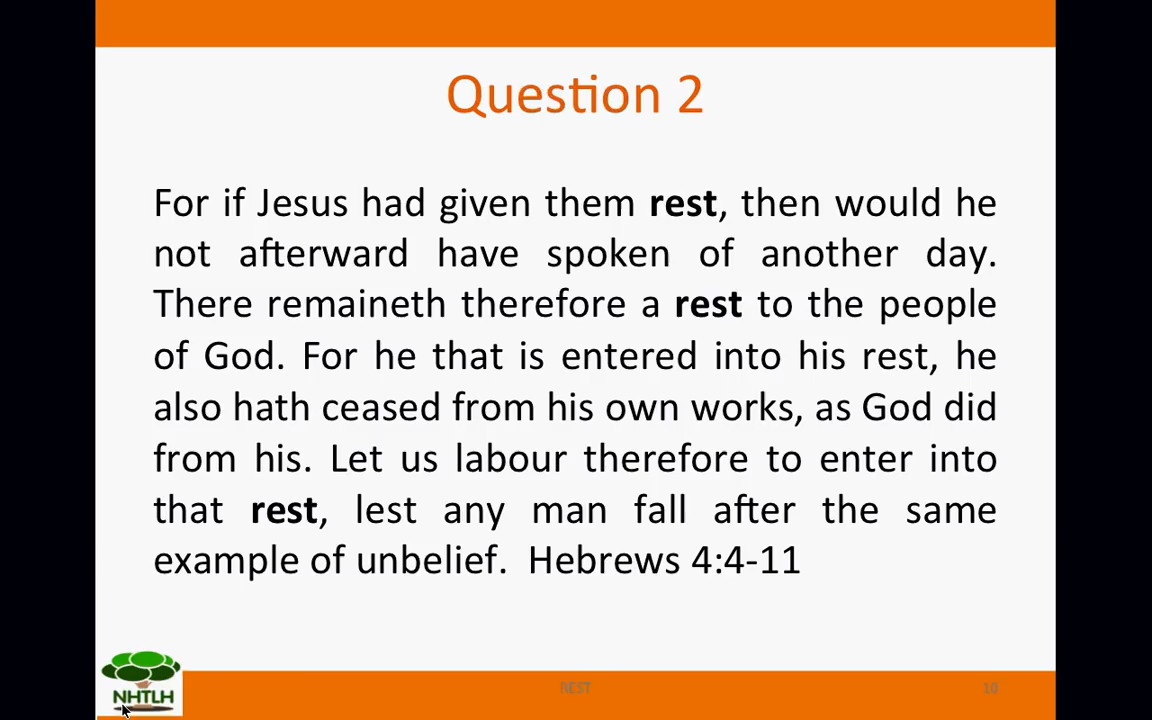 Question 2
For if Jesus had given them rest, then would he
not afterward have spoken of another day.
There remaineth therefore a rest to the people
of God. For he that is entered into his rest, he
also hath ceased from his own works, as God did
from his. Let us labour therefore to enter into
that rest, lest any man fall after the same
example of unbelief. Hebrews 4:4-11
NHTLH
REST
10